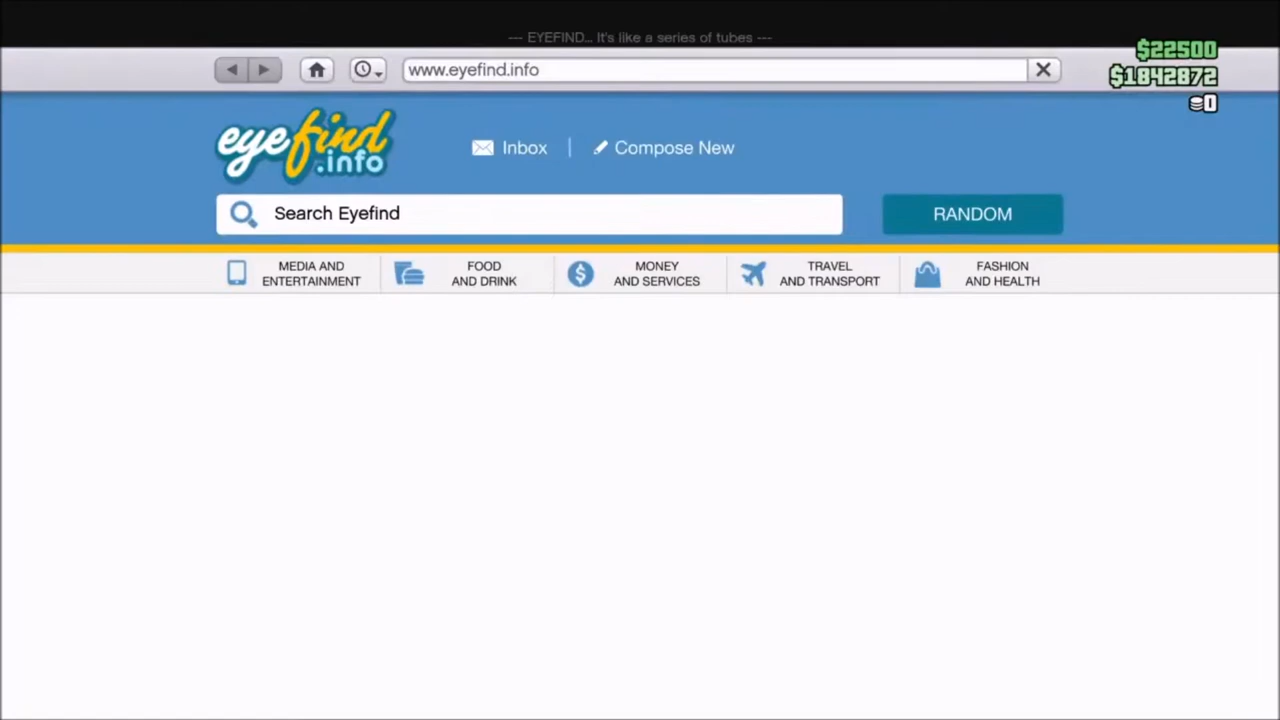 --- EYEFIND... It's like a series of tubes ---
www.eyefind.info
$22500
$1842872
0
eyefind
.info
Inbox
Compose New
Search Eyefind
RANDOM
MEDIA AND
ENTERTAINMENT
FOOD
AND DRINK
MONEY
AND SERVICES
TRAVEL
AND TRANSPORT
FASHION
AND HEALTH